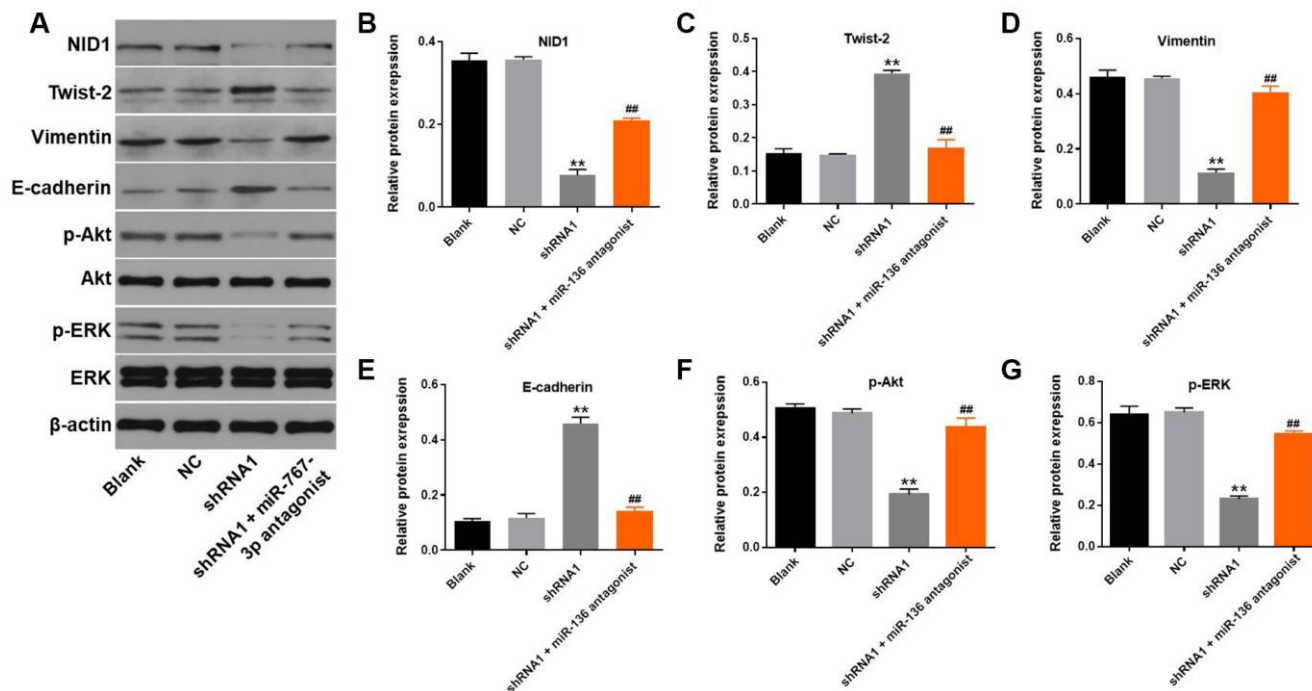 A
NID1
Twist-2
Vimentin
E-cadherin
p-Akt
Akt
p-ERK
ERK
β-actin
Blank
NC
shRNA1
shRNA1 + miR-767-
3p antagonist
B
NID1
Relative protein exrepssion
0.4
0.2
0.0
**
##
Blank
NC
shRNA1
shRNA1 + miR-136 antagonist
C
Twist-2
Relative protein exrepssion
0.5
0.4
0.3
0.2
0.1
0.0
**
##
Blank
NC
shRNA1
shRNA1 + miR-136 antagonist
D
Vimentin
Relative protein exrepssion
0.6
0.4
0.2
0.0
**
##
Blank
NC
shRNA1
shRNA1 + miR-136 antagonist
E
E-cadherin
Relative protein exrepssion
0.6
0.4
0.2
0.0
**
##
Blank
NC
shRNA1
shRNA1 + miR-136 antagonist
F
p-Akt
Relative protein exrepssion
0.6
0.4
0.2
0.0
**
##
Blank
NC
shRNA1
shRNA1 + miR-136 antagonist
G
p-ERK
Relative protein exrepssion
0.8
0.6
0.4
0.2
0.0
**
##
Blank
NC
shRNA1
shRNA1 + miR-136 antagonist